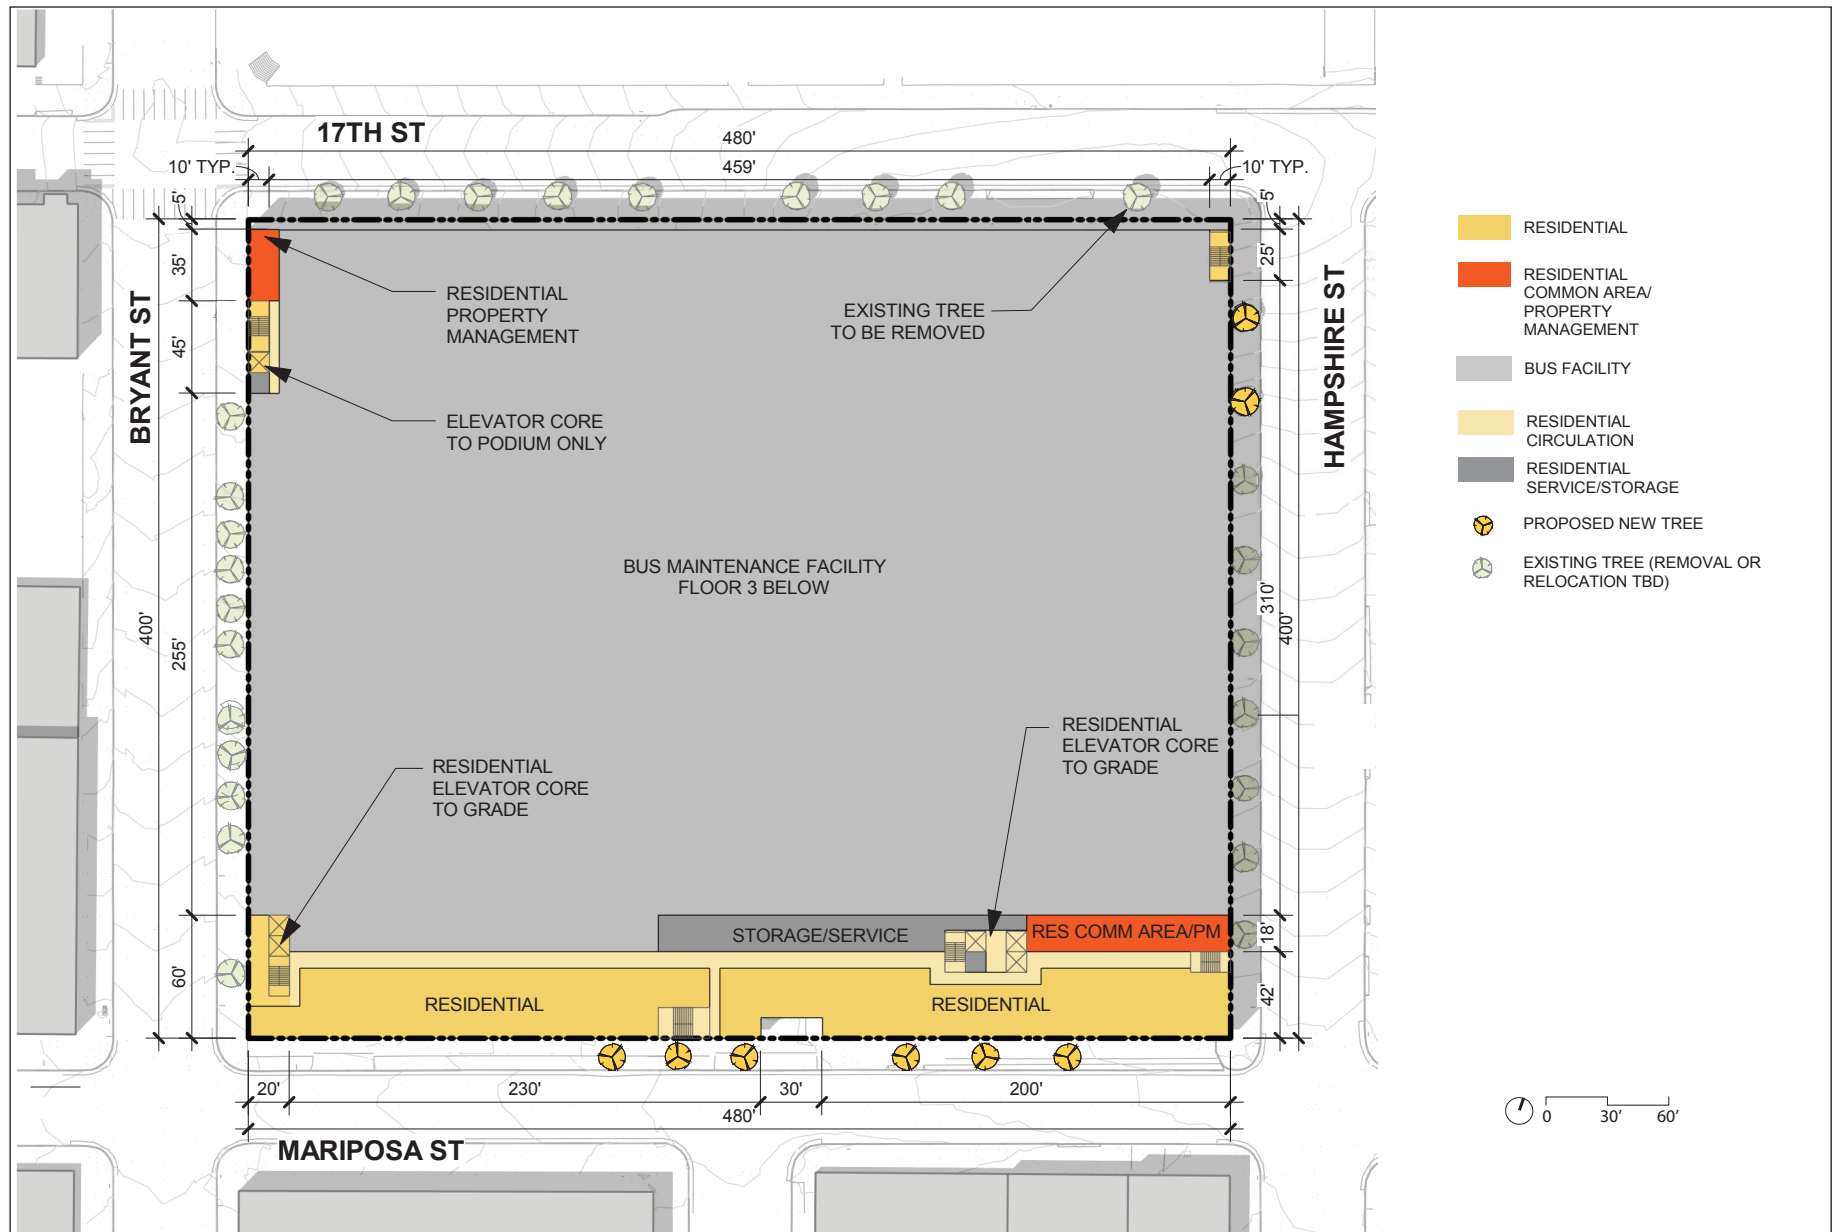 17TH ST
480'
10' TYP.
459'
10' TYP.
5'
5'
35'
25'
RESIDENTIAL
PROPERTY
MANAGEMENT
EXISTING TREE
TO BE REMOVED
BRYANT ST
HAMPSHIRE ST
45'
ELEVATOR CORE
TO PODIUM ONLY
BUS MAINTENANCE FACILITY
FLOOR 3 BELOW
400'
255'
310'
400'
RESIDENTIAL
ELEVATOR CORE
TO GRADE
RESIDENTIAL
ELEVATOR CORE
TO GRADE
STORAGE/SERVICE
RES COMM AREA/PM
18'
60'
42'
RESIDENTIAL
RESIDENTIAL
20'
230'
30'
200'
480'
MARIPOSA ST
RESIDENTIAL
RESIDENTIAL
COMMON AREA/
PROPERTY
MANAGEMENT
BUS FACILITY
RESIDENTIAL
CIRCULATION
RESIDENTIAL
SERVICE/STORAGE
PROPOSED NEW TREE
EXISTING TREE (REMOVAL OR
RELOCATION TBD)
0 30' 60'